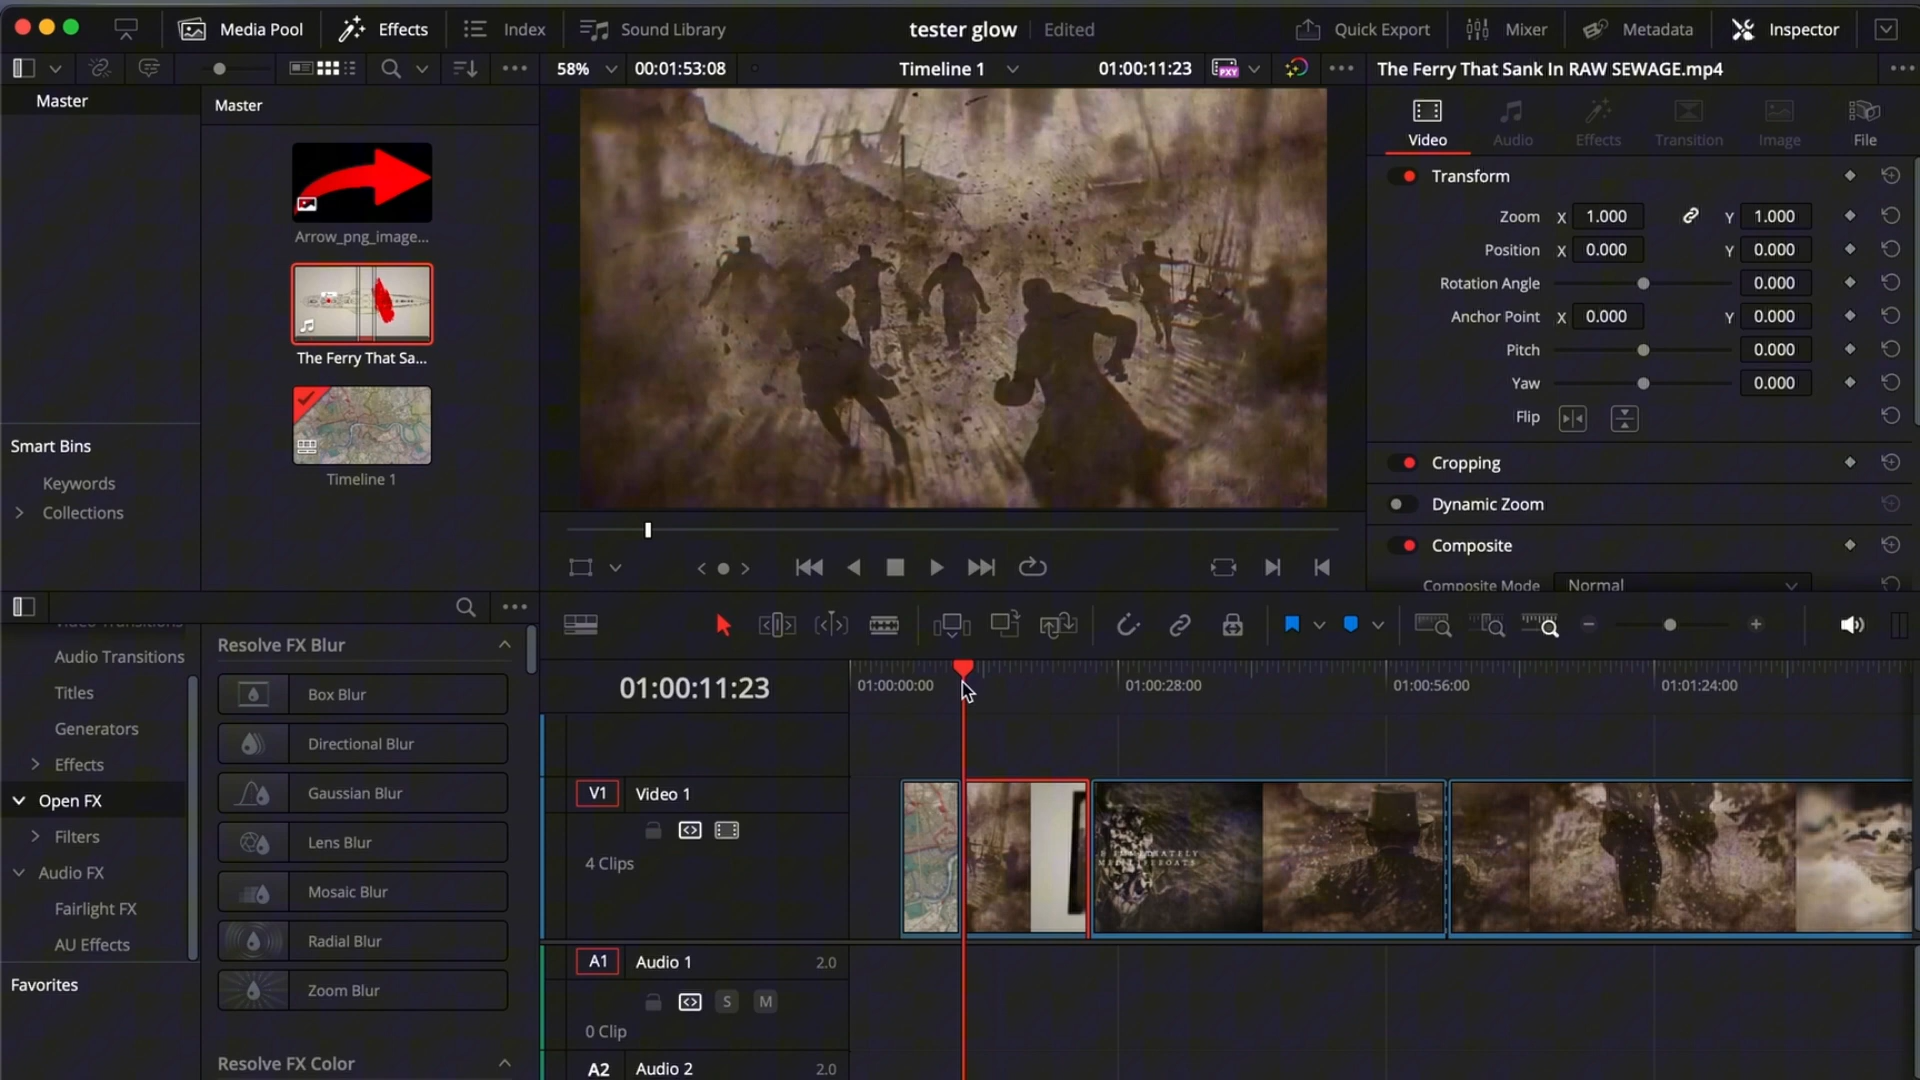 Media Pool
Effects
Index
Sound Library
tester glow
Edited
Quick Export
Mixer
Metadata
Inspector
58%
00:01:53:08
Timeline 1
01:00:11:23
PXY
The Ferry That Sank In RAW SEWAGE.mp4
Master
Master
Arrow_png_image...
The Ferry That Sa...
Timeline 1
Smart Bins
Keywords
Collections
Video
Audio
Effects
Transition
Image
File
Transform
Zoom X 1.000 Y 1.000
Position X 0.000 Y 0.000
Rotation Angle 0.000
Anchor Point X 0.000 Y 0.000
Pitch 0.000
Yaw 0.000
Flip
Cropping
Dynamic Zoom
Composite
Composite Mode Normal
Video Transitions
Audio Transitions
Titles
Generators
Effects
Open FX
Filters
Audio FX
Fairlight FX
AU Effects
Favorites
Resolve FX Blur
Box Blur
Directional Blur
Gaussian Blur
Lens Blur
Mosaic Blur
Radial Blur
Zoom Blur
Resolve FX Color
01:00:11:23
01:00:00:00
01:00:28:00
01:00:56:00
01:01:24:00
V1 Video 1
4 Clips
A1 Audio 1 2.0
S M
0 Clip
A2 Audio 2 2.0